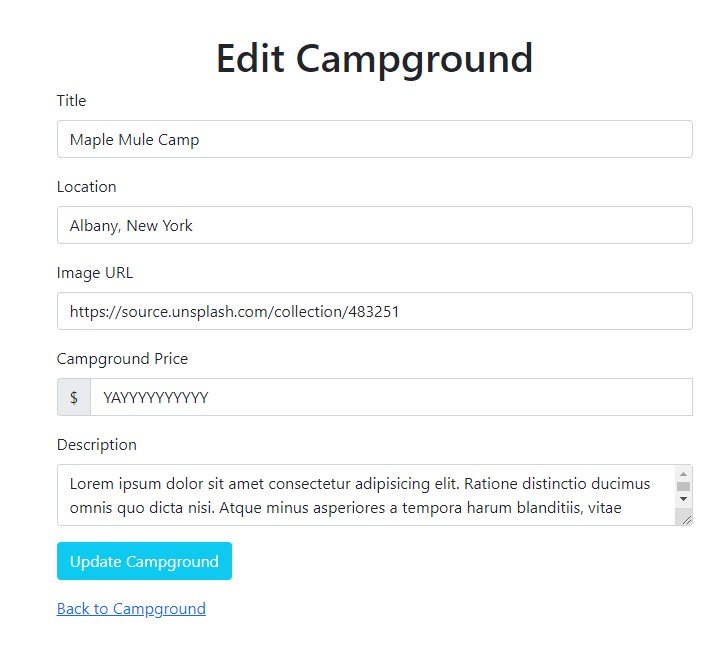 Edit Campground
Title
Maple Mule Camp
Location
Albany, New York
Image URL
https://source.unsplash.com/collection/483251
Campground Price
$ YAYYYYYYYYYY
Description
Lorem ipsum dolor sit amet consectetur adipisicing elit. Ratione distinctio ducimus
omnis quo dicta nisi. Atque minus asperiores a tempora harum blanditiis, vitae
Update Campground
Back to Campground